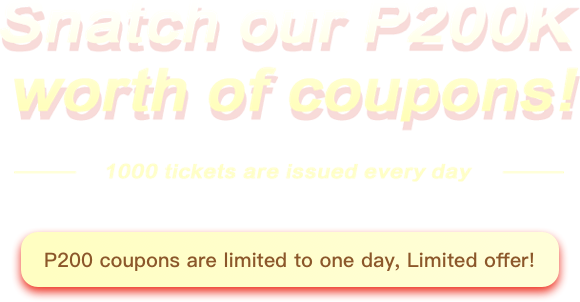 Snatch our P200K
worth of coupons!
1000 tickets are issued every day
P200 coupons are limited to one day, Limited offer!